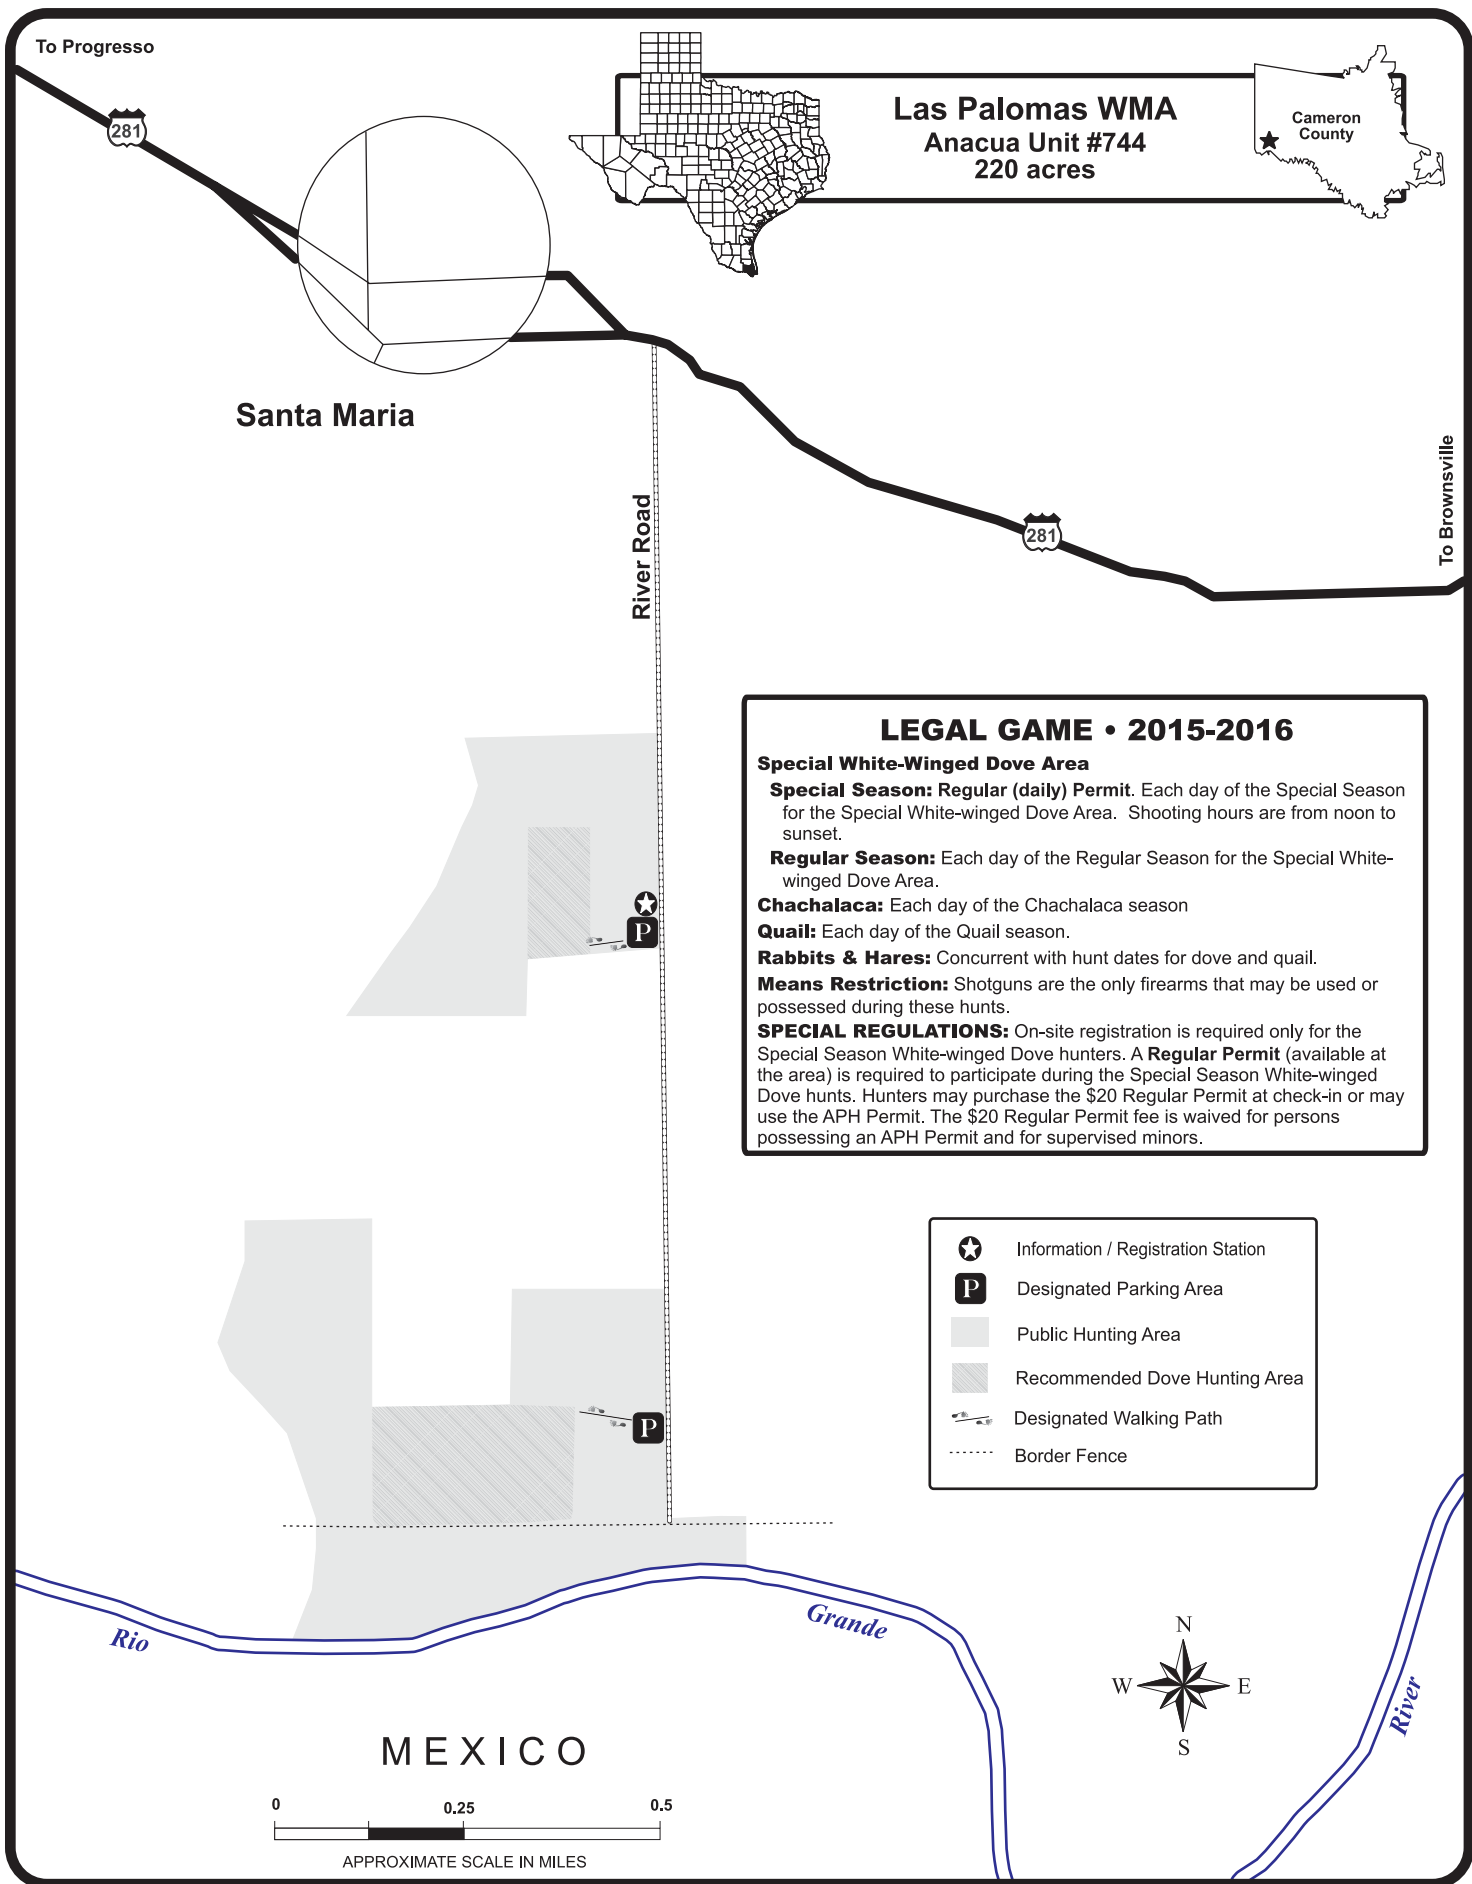 To Progresso
281
Las Palomas WMA
Anacua Unit #744
220 acres
Cameron
County
Santa Maria
River Road
281
To Brownsville
LEGAL GAME • 2015-2016
Special White-Winged Dove Area
Special Season: Regular (daily) Permit. Each day of the Special Season
for the Special White-winged Dove Area. Shooting hours are from noon to
sunset.
Regular Season: Each day of the Regular Season for the Special White-
winged Dove Area.
Chachalaca: Each day of the Chachalaca season
Quail: Each day of the Quail season.
Rabbits & Hares: Concurrent with hunt dates for dove and quail.
Means Restriction: Shotguns are the only firearms that may be used or
possessed during these hunts.
SPECIAL REGULATIONS: On-site registration is required only for the
Special Season White-winged Dove hunters. A Regular Permit (available at
the area) is required to participate during the Special Season White-winged
Dove hunts. Hunters may purchase the $20 Regular Permit at check-in or may
use the APH Permit. The $20 Regular Permit fee is waived for persons
possessing an APH Permit and for supervised minors.
P
Information / Registration Station
P Designated Parking Area
Public Hunting Area
Recommended Dove Hunting Area
Designated Walking Path
Border Fence
P
Rio
Grande
River
N
W
E
S
MEXICO
0
0.25
0.5
APPROXIMATE SCALE IN MILES